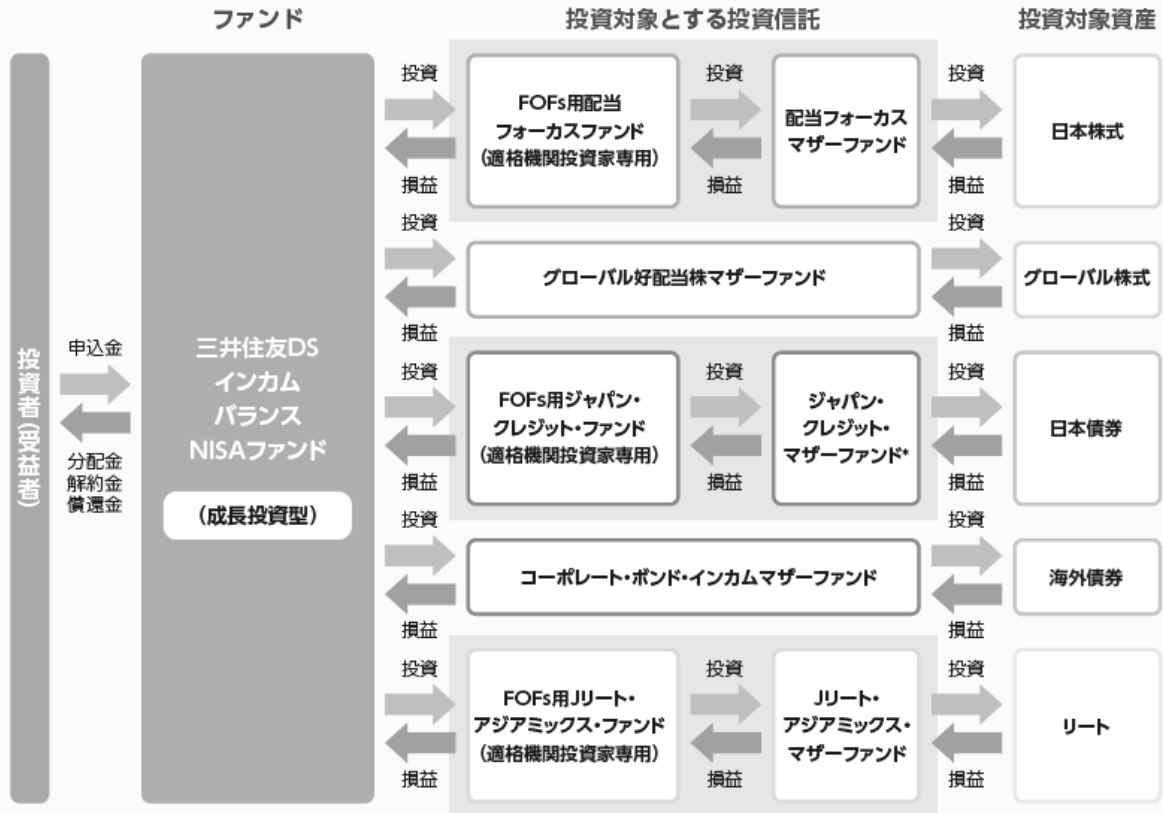 ファンド
投資対象とする投資信託
投資対象資産
投資者(受益者)
申込金
分配金
解約金
償還金
三井住友DS
インカム
バランス
NISAファンド
(成長投資型)
投資
損益
FOFs用配当
フォーカスファンド
(適格機関投資家専用)
投資
損益
配当フォーカス
マザーファンド
投資
損益
日本株式
投資
損益
グローバル好配当株マザーファンド
投資
損益
グローバル株式
投資
損益
FOFs用ジャパン・
クレジット・ファンド
(適格機関投資家専用)
投資
損益
ジャパン・
クレジット・
マザーファンド*
投資
損益
日本債券
投資
損益
コーポレート・ボンド・インカムマザーファンド
投資
損益
海外債券
投資
損益
FOFs用Jリート・
アジアミックス・ファンド
(適格機関投資家専用)
投資
損益
Jリート・
アジアミックス・
マザーファンド
投資
損益
リート